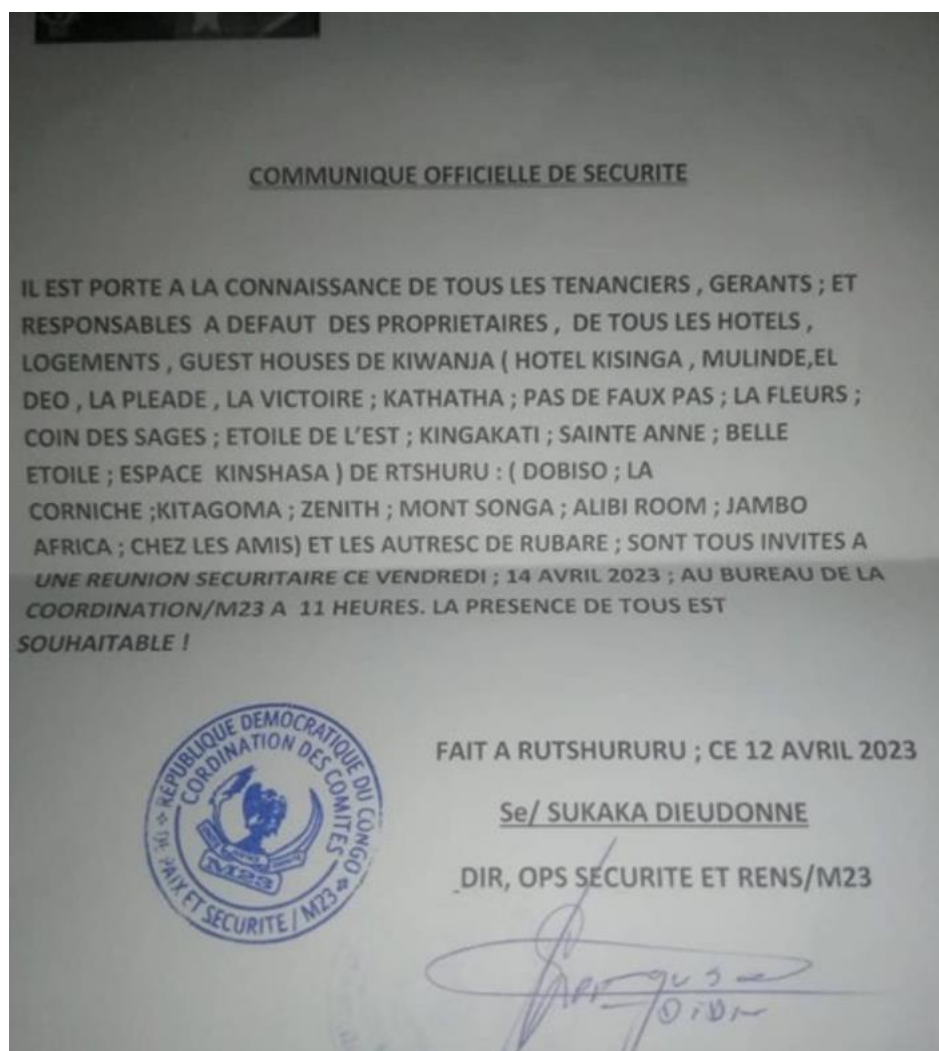 COMMUNIQUE OFFICIELLE DE SECURITE
IL EST PORTE A LA CONNAISSANCE DE TOUS LES TENANCIERS , GERANTS ; ET
RESPONSABLES A DEFAUT DES PROPRIETAIRES , DE TOUS LES HOTELS ,
LOGEMENTS , GUEST HOUSES DE KIWANJA ( HOTEL KISINGA , MULINDE,EL
DEO , LA PLEADE , LA VICTOIRE ; KATHATHA ; PAS DE FAUX PAS ; LA FLEURS ;
COIN DES SAGES ; ETOILE DE L'EST ; KINGAKATI ; SAINTE ANNE ; BELLE
ETOILE ; ESPACE KINSHASA ) DE RTSHURU : ( DOBISO ; LA
CORNICHE ;KITAGOMA ; ZENITH ; MONT SONGA ; ALIBI ROOM ; JAMBO
AFRICA ; CHEZ LES AMIS) ET LES AUTRESC DE RUBARE ; SONT TOUS INVITES A
UNE REUNION SECURITAIRE CE VENDREDI ; 14 AVRIL 2023 ; AU BUREAU DE LA
COORDINATION/M23 A 11 HEURES. LA PRESENCE DE TOUS EST
SOUHAITABLE !
REPUBLIQUE DEMOCRATIQUE DU CONGO
CORDINATION DES COMITES
DE PAIX ET SECURITE / M23
M23
FAIT A RUTSHURURU ; CE 12 AVRIL 2023
Se/ SUKAKA DIEUDONNE
DIR, OPS SECURITE ET RENS/M23